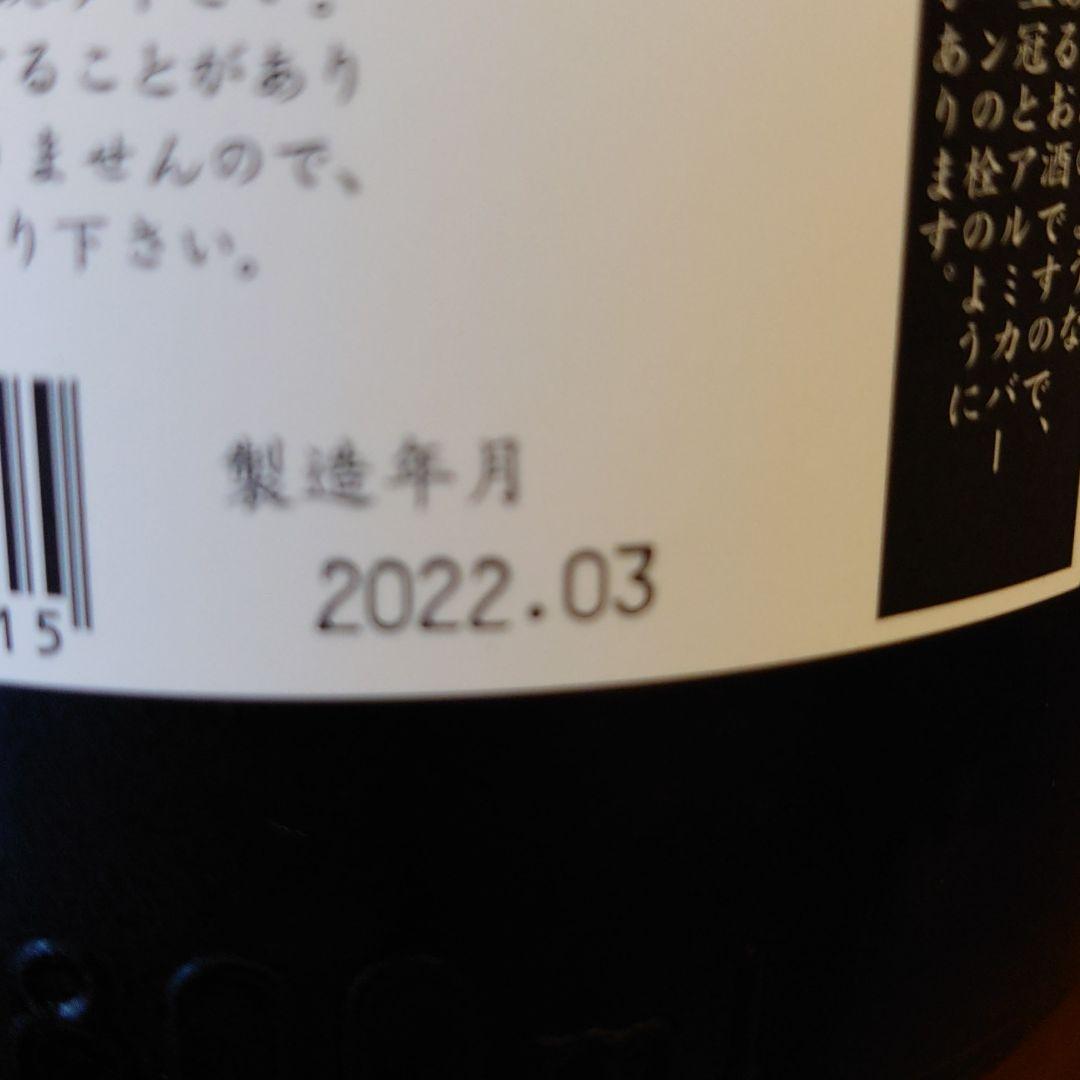 ることがあり
ませんので、
り下さい。
製造年月
2022.03
15
るお酒で、すので、
冠とアルミカバー
ンの栓のように
あります。